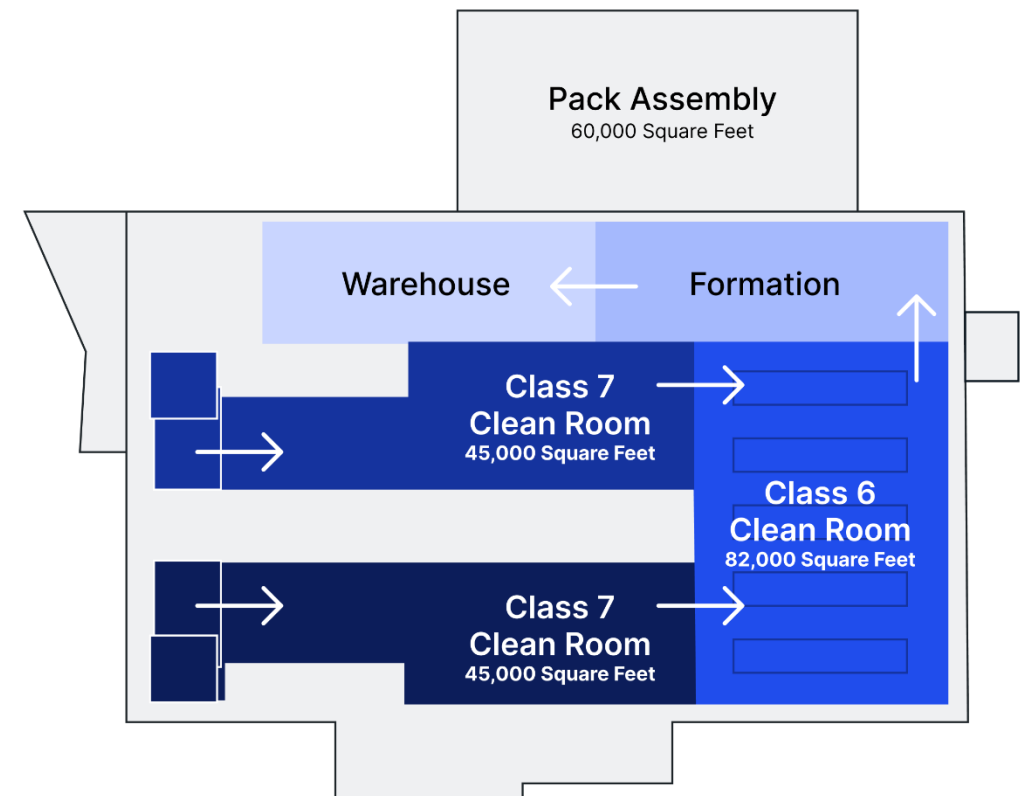 Pack Assembly
60,000 Square Feet
Warehouse
Formation
Class 7
Clean Room
45,000 Square Feet
Class 6
Clean Room
82,000 Square Feet
Class 7
Clean Room
45,000 Square Feet